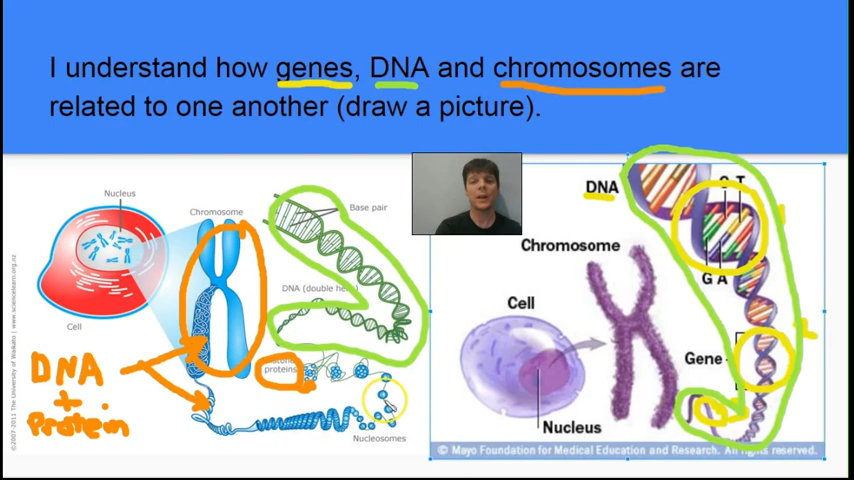 I understand how genes, DNA and chromosomes are
related to one another (draw a picture).
Nucleus
Chromosome
Base pair
DNA (double he
Cell
proteins
Nucleosomes
DNA
+
Protein
©2007-2011 The University of Waikato | www.sciencelearn.org.nz
DNA
C T
G A
Chromosome
Cell
Gene
Nucleus
© Mayo Foundation for Medical Education and Research. All rights reserved.